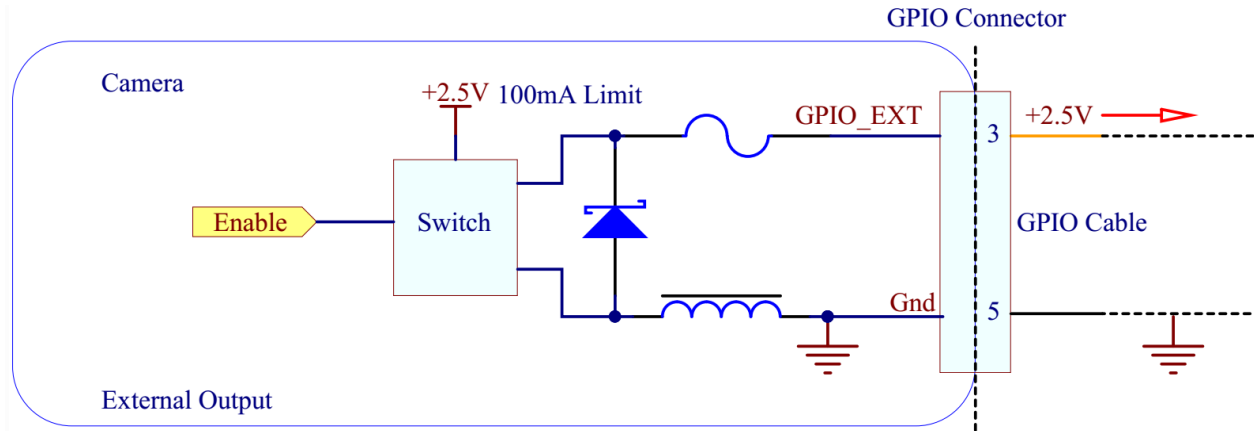 GPIO Connector
Camera
+2.5V 100mA Limit
GPIO_EXT
3
+2.5V
Enable
Switch
GPIO Cable
Gnd
5
External Output